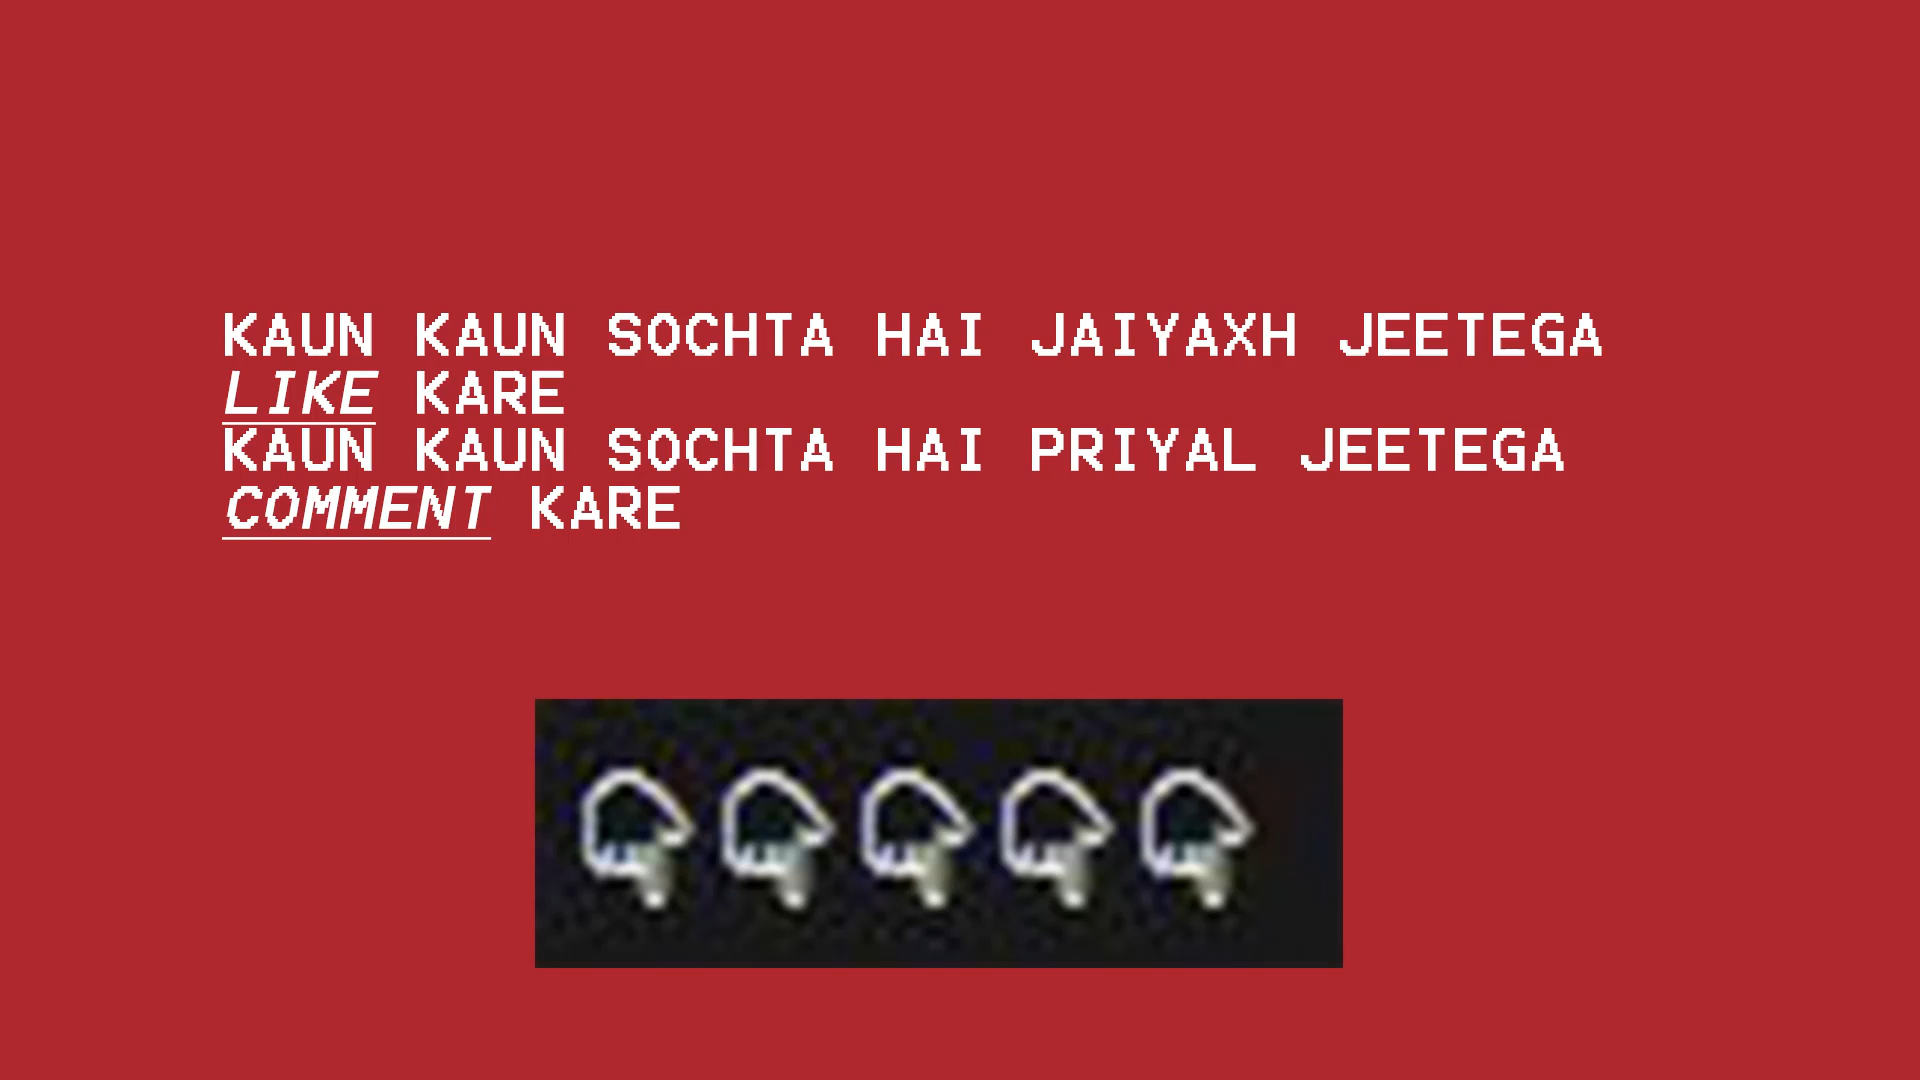 KAUN KAUN SOCHTA HAI JAIYAXH JEETEGA
LIKE KARE
KAUN KAUN SOCHTA HAI PRIYAL JEETEGA
COMMENT KARE